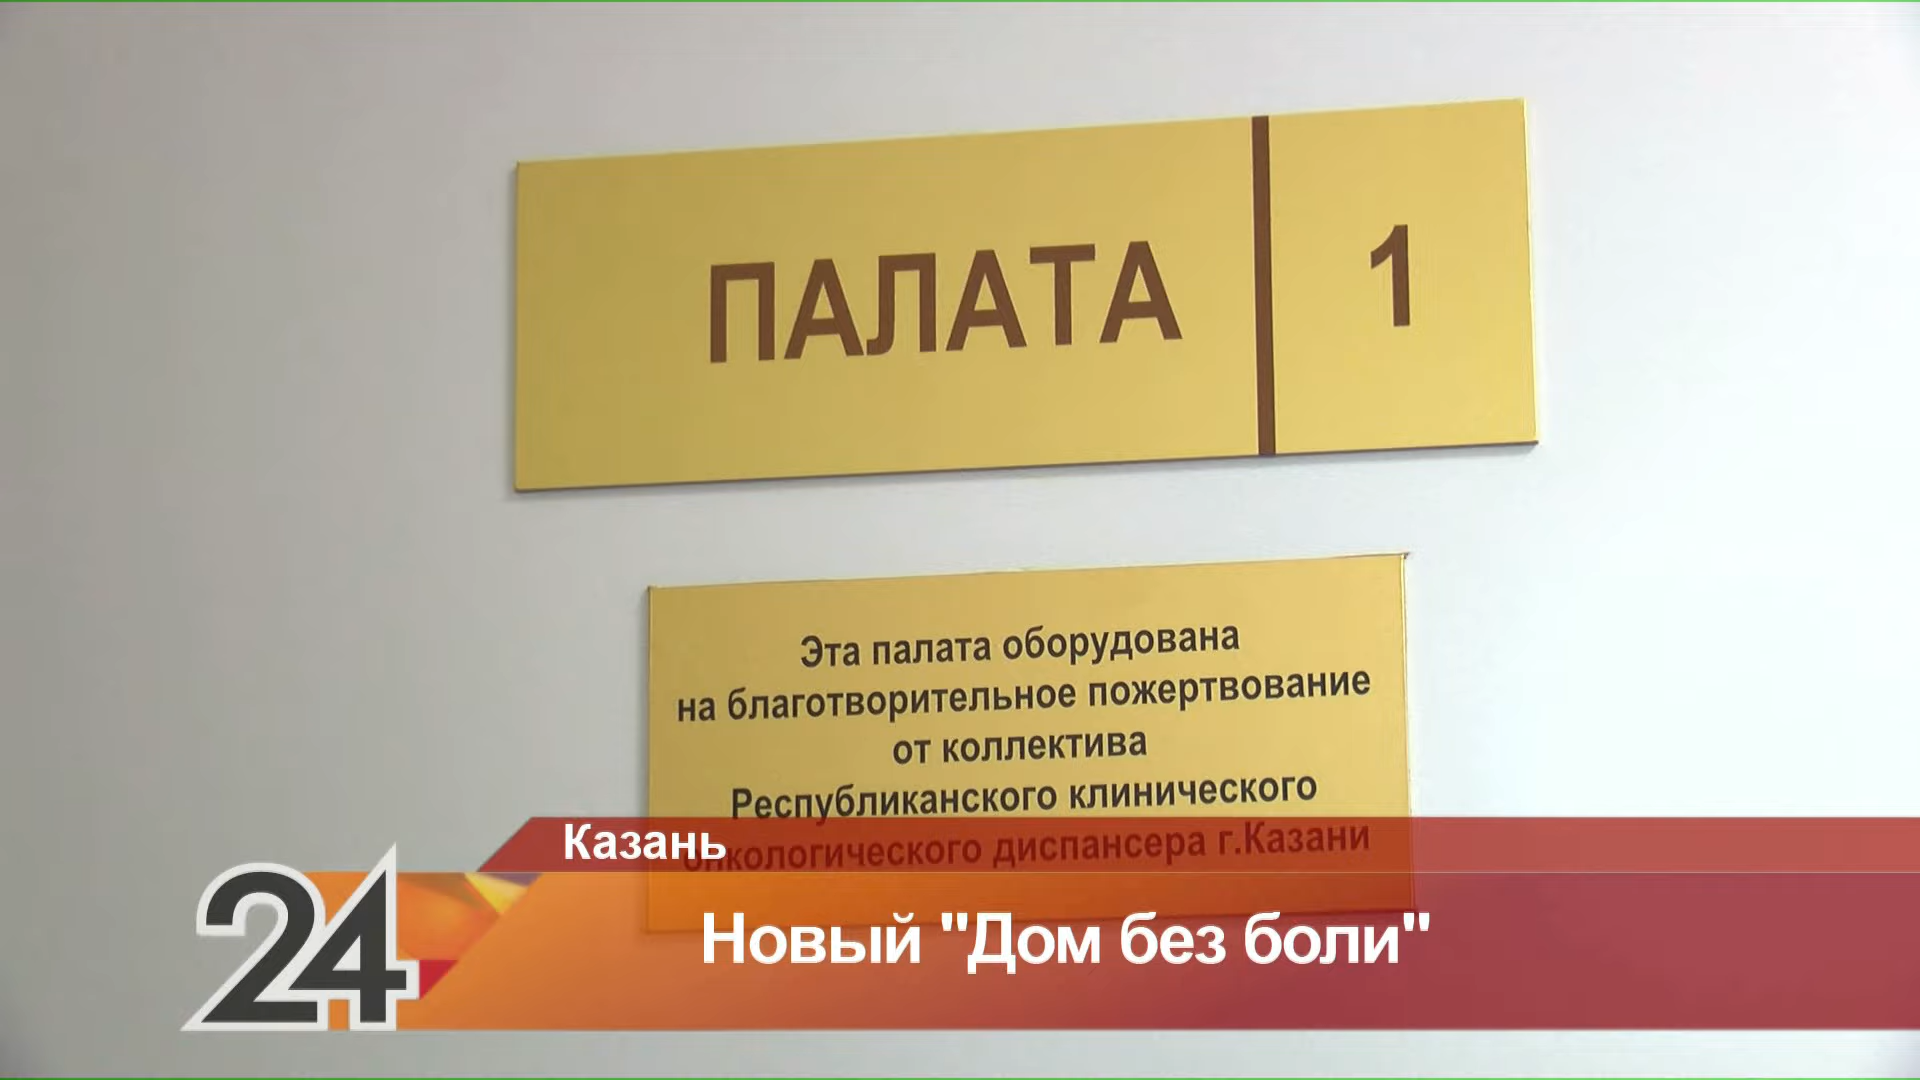 ПАЛАТА 1
Эта палата оборудована
на благотворительное пожертвование
от коллектива
Республиканского клинического
онкологического диспансера г.Казани
Казань
24
Новый "Дом без боли"